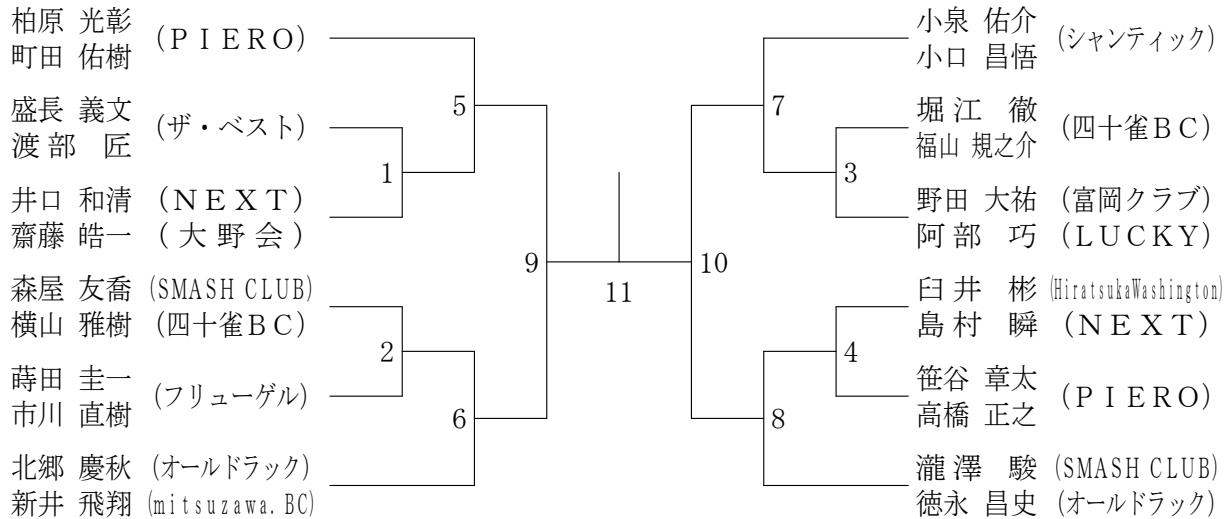 柏原 光彰
町田 佑樹
(PIERO)
盛長 義文
渡部 匠
(ザ・ベスト)
井口 和清 (NEXT)
齋藤 皓一 (大野会)
森屋 友喬 (SMASH CLUB)
横山 雅樹 (四十雀BC)
蒔田 圭一
市川 直樹
(フリューゲル)
北郷 慶秋 (オールドラック)
新井 飛翔 (mitsuzawa. BC)
1
2
5
6
9
11
10
7
8
3
4
小泉 佑介
小口 昌悟
(シャンティック)
堀江 徹
福山 規之介
(四十雀BC)
野田 大祐 (富岡クラブ)
阿部 巧 (LUCKY)
臼井 彬 (HiratsukaWashington)
島村 瞬 (NEXT)
笹谷 章太
高橋 正之
(PIERO)
瀧澤 駿 (SMASH CLUB)
徳永 昌史 (オールドラック)